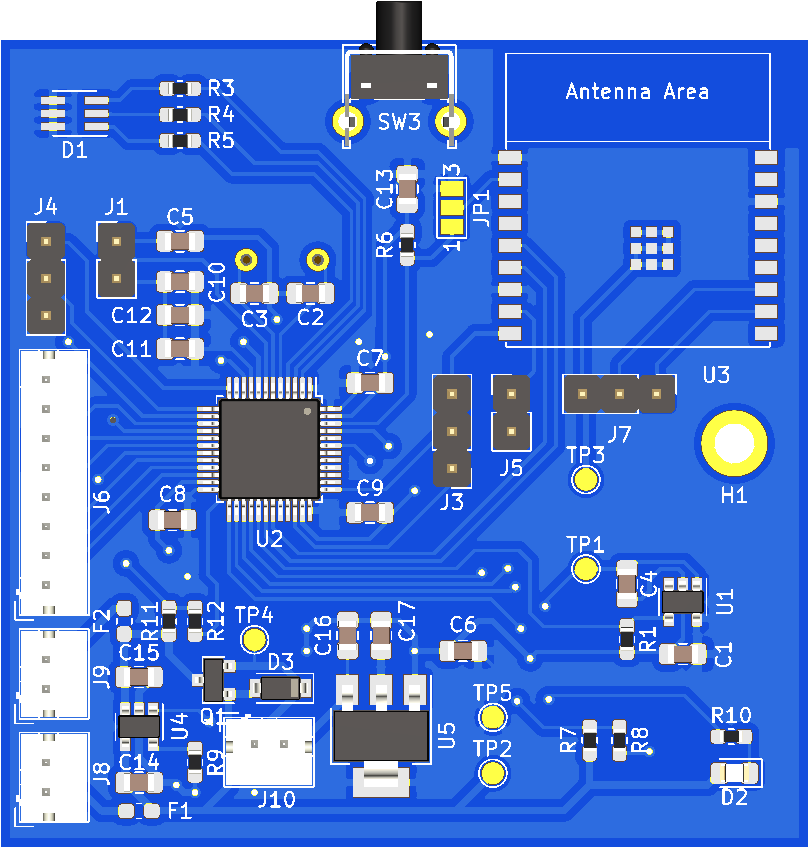 Antenna Area
R3
R4
SW3
R5
D1
C13
3
JP1
J4
J1
C5
R6
1
C10
C12
C3
C2
C11
C7
U3
J7
TP3
J5
J6
C8
C9
J3
H1
U2
TP1
C4
U1
F2
R11
R12
TP4
C16
C17
C6
R1
C1
J9
C15
D3
TP5
Q1
U4
U5
R7
R8
R10
TP2
C14
R9
J8
J10
D2
F1